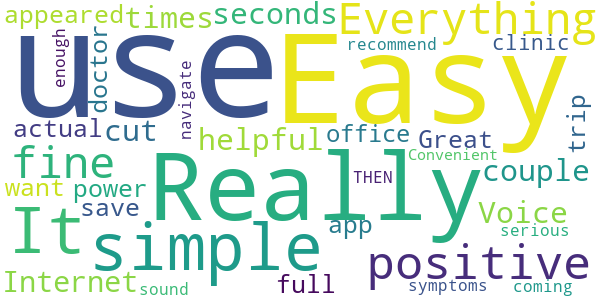 appeared times seconds Everything
use Easy
enough doctor navigate recommend clinic
actual cut helpful office Great trip
fine Really Convenient couple
want power THEN
save app Voice
It simple serious
positive
Internet sound full symptoms coming